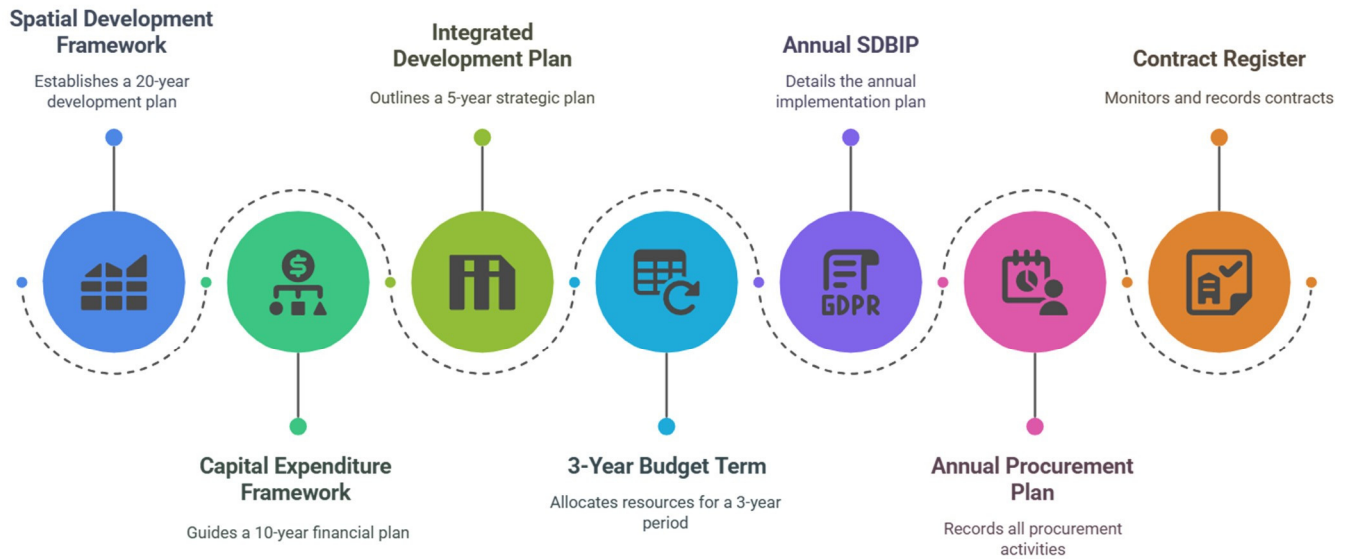 Spatial Development
Framework
Establishes a 20-year
development plan
Capital Expenditure
Framework
Guides a 10-year financial plan
Integrated
Development Plan
Outlines a 5-year strategic plan
3-Year Budget Term
Allocates resources for a 3-year
period
Annual SDBIP
Details the annual
implementation plan
GDPR
Annual Procurement
Plan
Records all procurement
activities
Contract Register
Monitors and records contracts
$